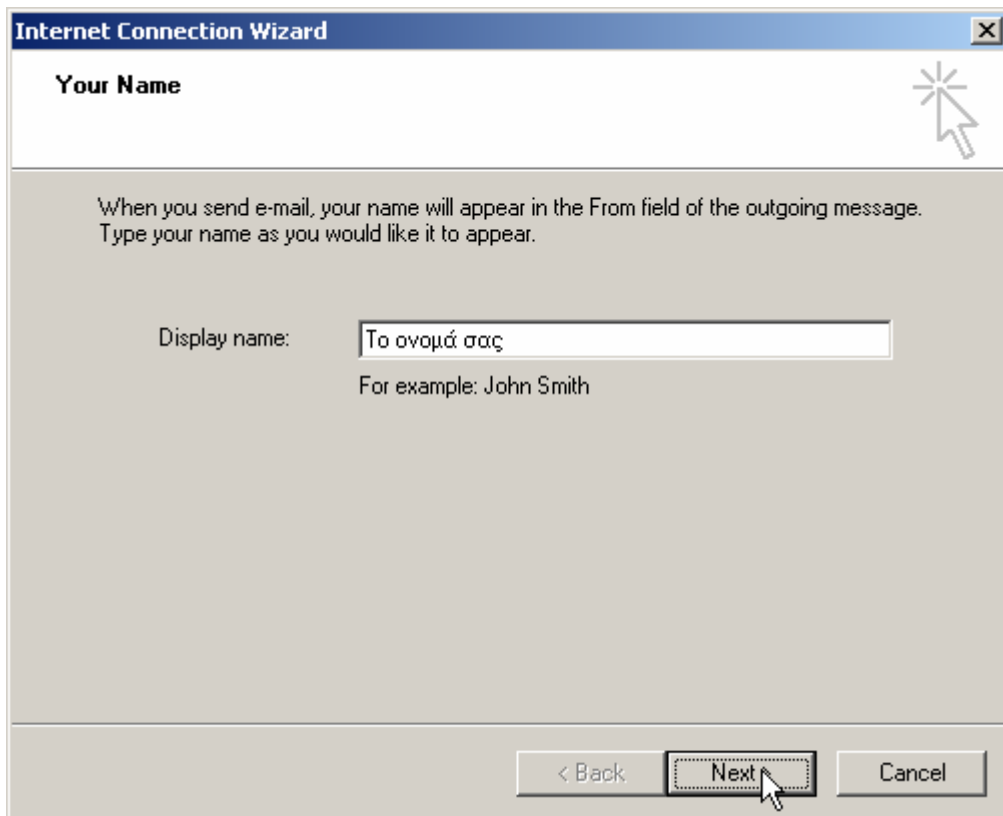 Internet Connection Wizard
Your Name
When you send e-mail, your name will appear in the From field of the outgoing message.
Type your name as you would like it to appear.
Display name: Το ονομά σας
For example: John Smith
< Back Next Cancel